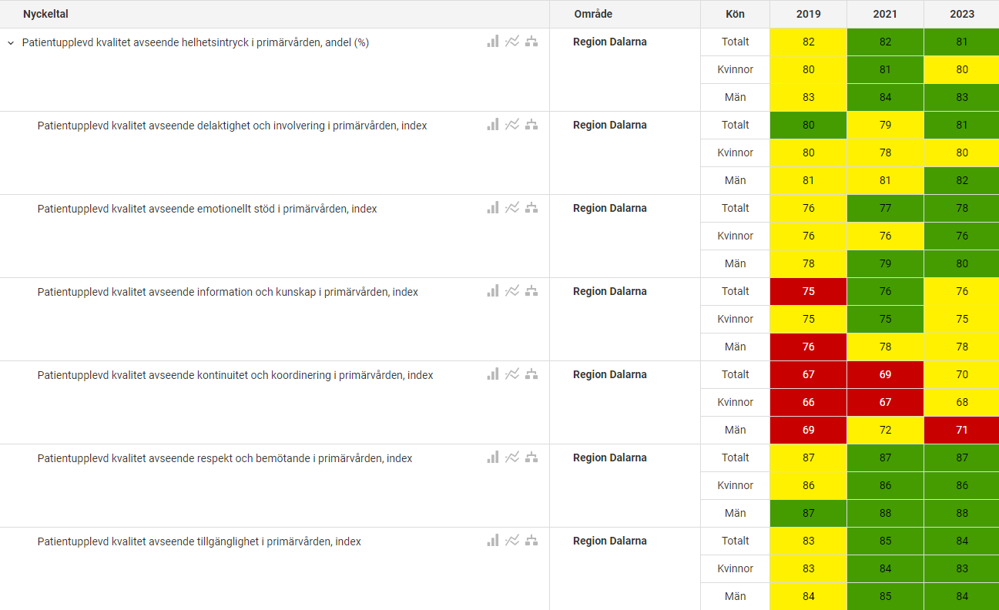 Nyckeltal Område Kön 2019 2021 2023
Patientupplevd kvalitet avseende helhetsintryck i primärvården, andel (%) Region Dalarna Totalt 82 82 81
Kvinnor 80 81 80
Män 83 84 83
Patientupplevd kvalitet avseende delaktighet och involvering i primärvården, index Region Dalarna Totalt 80 79 81
Kvinnor 80 78 80
Män 81 81 82
Patientupplevd kvalitet avseende emotionellt stöd i primärvården, index Region Dalarna Totalt 76 77 78
Kvinnor 76 76 76
Män 78 79 80
Patientupplevd kvalitet avseende information och kunskap i primärvården, index Region Dalarna Totalt 75 76 76
Kvinnor 75 75 75
Män 76 78 78
Patientupplevd kvalitet avseende kontinuitet och koordinering i primärvården, index Region Dalarna Totalt 67 69 70
Kvinnor 66 67 68
Män 69 72 71
Patientupplevd kvalitet avseende respekt och bemötande i primärvården, index Region Dalarna Totalt 87 87 87
Kvinnor 86 86 86
Män 87 88 88
Patientupplevd kvalitet avseende tillgänglighet i primärvården, index Region Dalarna Totalt 83 85 84
Kvinnor 83 84 83
Män 84 85 84